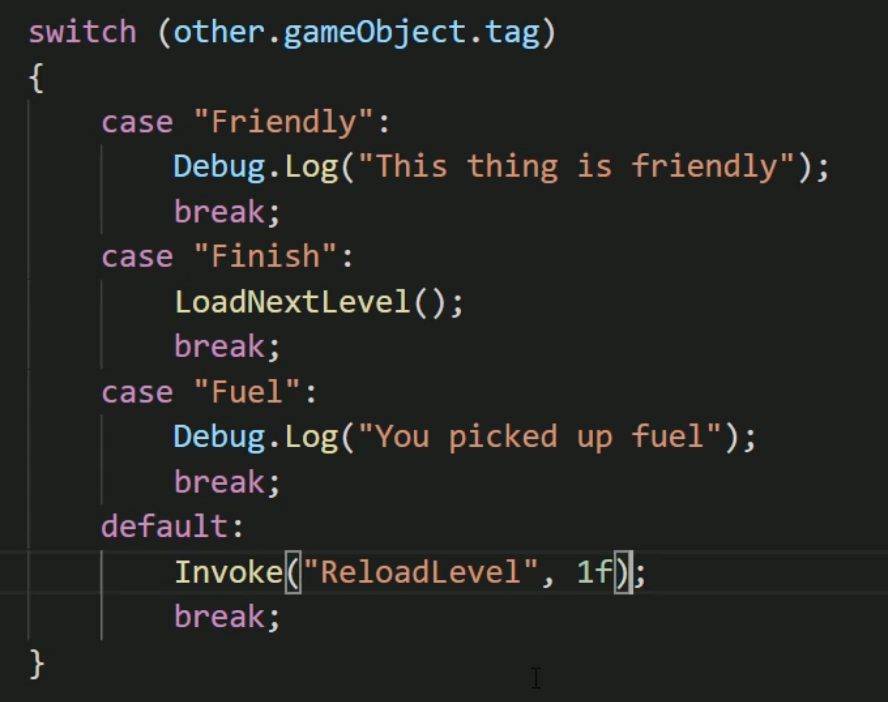 switch (other.gameObject.tag)
{
    case "Friendly":
        Debug.Log("This thing is friendly");
        break;
    case "Finish":
        LoadNextLevel();
        break;
    case "Fuel":
        Debug.Log("You picked up fuel");
        break;
    default:
        Invoke("ReloadLevel", 1f);
        break;
}